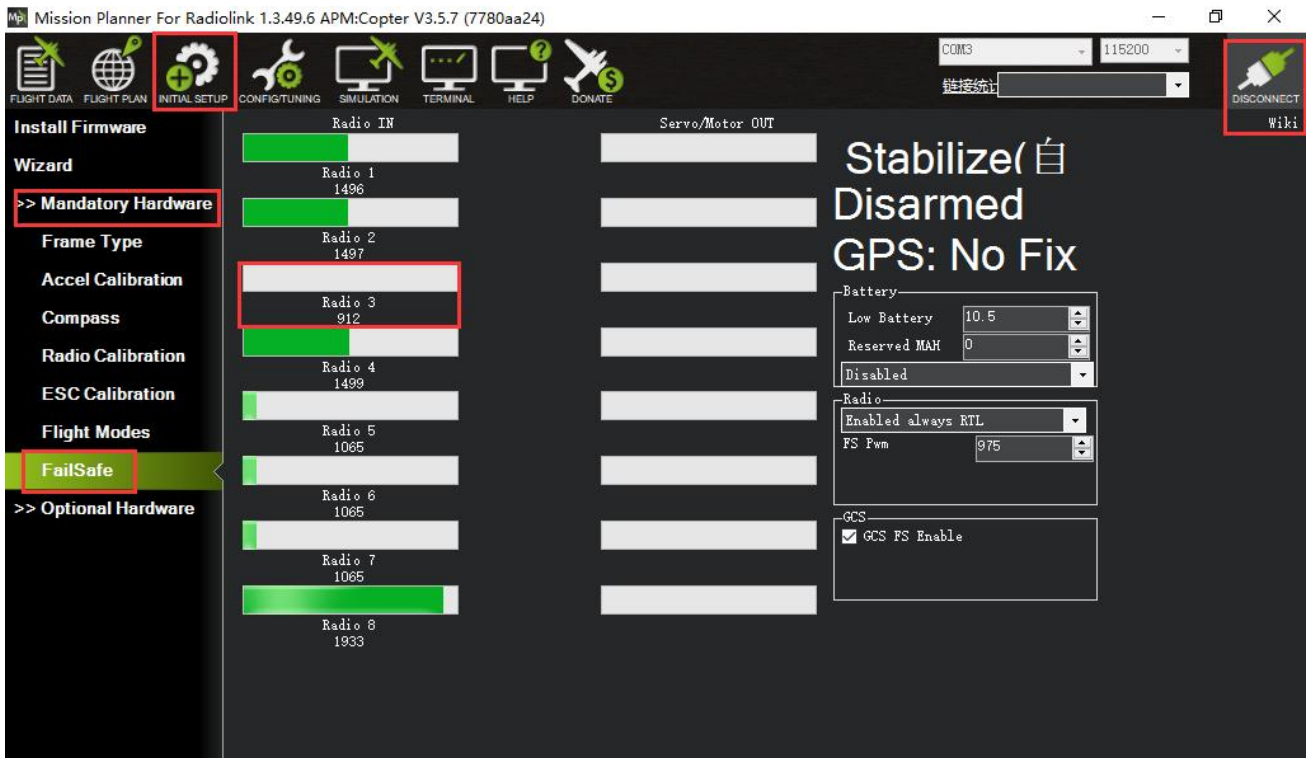 Mission Planner For Radiolink 1.3.49.6 APM:Copter V3.5.7 (7780aa24)
FLIGHT DATA
FLIGHT PLAN
INITIAL SETUP
CONFIG/TUNING
SIMULATION
TERMINAL
HELP
DONATE
COM3
115200
链接统计
DISCONNECT
Install Firmware
Wizard
>> Mandatory Hardware
Frame Type
Accel Calibration
Compass
Radio Calibration
ESC Calibration
Flight Modes
FailSafe
>> Optional Hardware
Radio IN
Radio 1
1496
Radio 2
1497
Radio 3
912
Radio 4
1499
Radio 5
1065
Radio 6
1065
Radio 7
1065
Radio 8
1933
Servo/Motor OUT
Wiki
Stabilize(自
Disarmed
GPS: No Fix
Battery
Low Battery 10.5
Reserved MAH 0
Disabled
Radio
Enabled always RTL
FS Pwm 975
GCS
GCS FS Enable